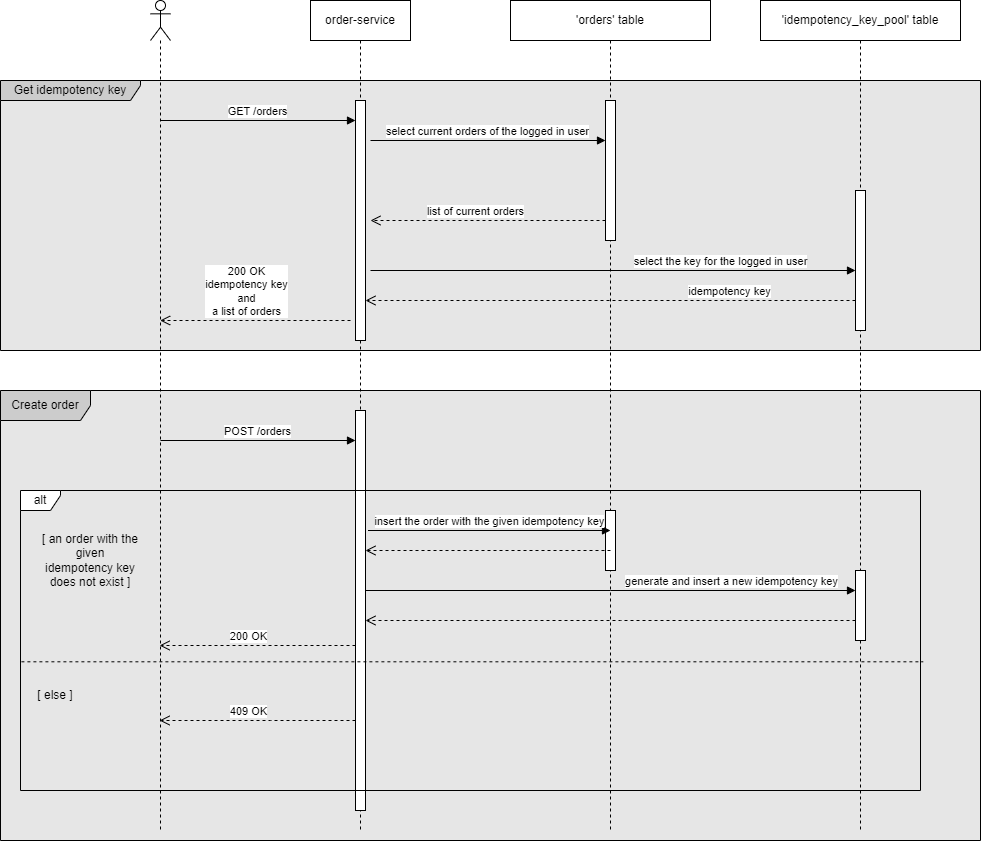 order-service
'orders' table
'idempotency_key_pool' table
Get idempotency key
GET /orders
select current orders of the logged in user
list of current orders
select the key for the logged in user
200 OK
idempotency key
and
a list of orders
idempotency key
Create order
POST /orders
alt
insert the order with the given idempotency key
[ an order with the
given
idempotency key
does not exist ]
generate and insert a new idempotency key
200 OK
[ else ]
409 OK